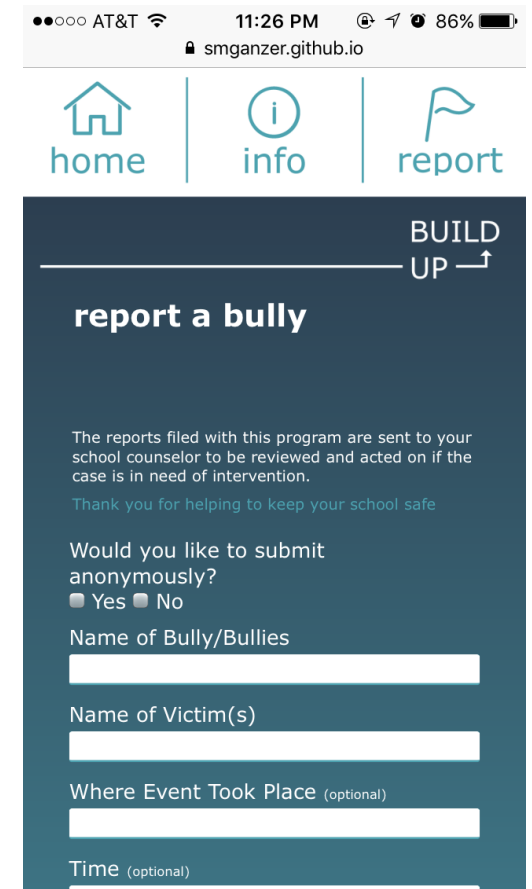 AT&T 11:26 PM 86%
smganzer.github.io
home info report
BUILD
UP
report a bully
The reports filed with this program are sent to your
school counselor to be reviewed and acted on if the
case is in need of intervention.
Thank you for helping to keep your school safe
Would you like to submit
anonymously?
Yes No
Name of Bully/Bullies
Name of Victim(s)
Where Event Took Place (optional)
Time (optional)